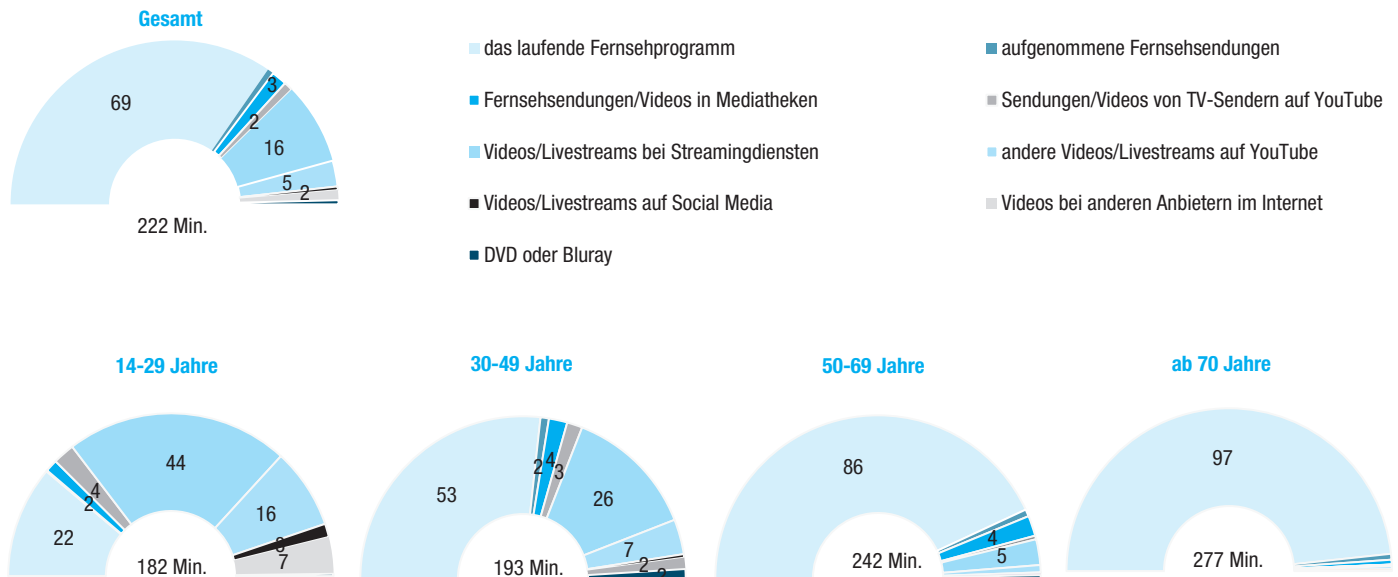 Gesamt
69
3
2
16
5
2
222 Min.
das laufende Fernsehprogramm
aufgenommene Fernsehsendungen
Fernsehsendungen/Videos in Mediatheken
Sendungen/Videos von TV-Sendern auf YouTube
Videos/Livestreams bei Streamingdiensten
andere Videos/Livestreams auf YouTube
Videos/Livestreams auf Social Media
Videos bei anderen Anbietern im Internet
DVD oder Bluray
14-29 Jahre
22
2
4
44
16
3
7
182 Min.
30-49 Jahre
53
2
4
3
26
7
2
2
193 Min.
50-69 Jahre
86
4
5
242 Min.
ab 70 Jahre
97
277 Min.